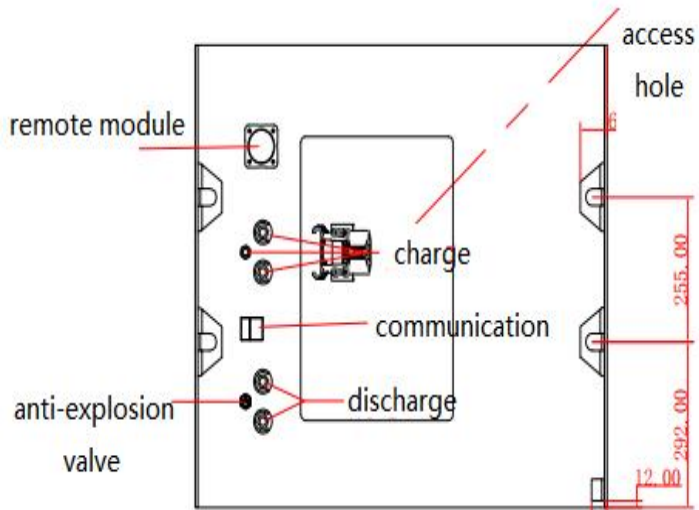 access
hole
remote module
6
charge
255.00
communication
discharge
anti-explosion
valve
292.00
12.00